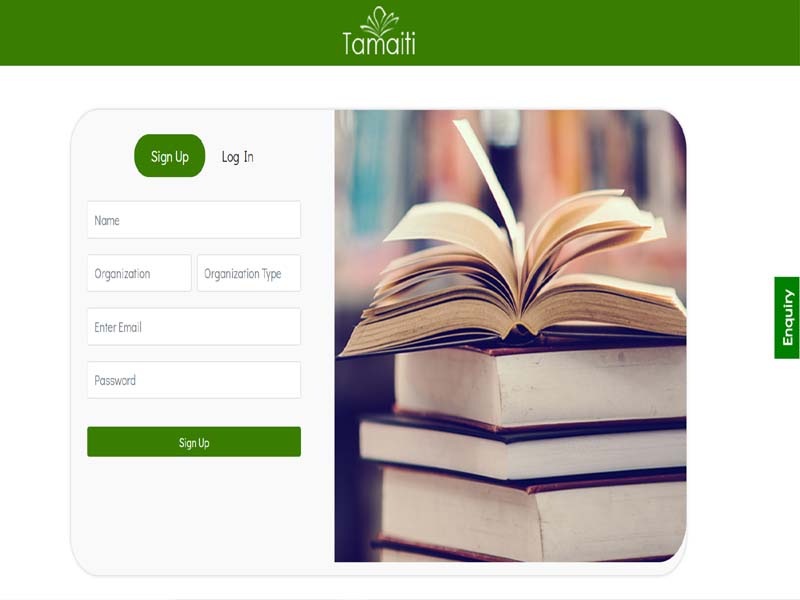 Tamaiti
Sign Up Log In
Name
Organization Organization Type
Enter Email
Password
Sign Up
Enquiry